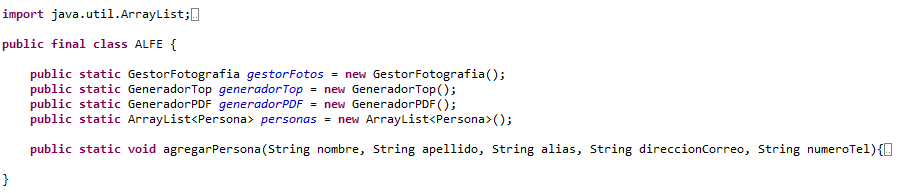 import java.util.ArrayList;
public final class ALFE {
public static GestorFotografia gestorFotos = new GestorFotografia();
public static GeneradorTop generadorTop = new GeneradorTop();
public static GeneradorPDF generadorPDF = new GeneradorPDF();
public static ArrayList<Persona> personas = new ArrayList<Persona>();
public static void agregarPersona(String nombre, String apellido, String alias, String direccionCorreo, String numeroTel){
}